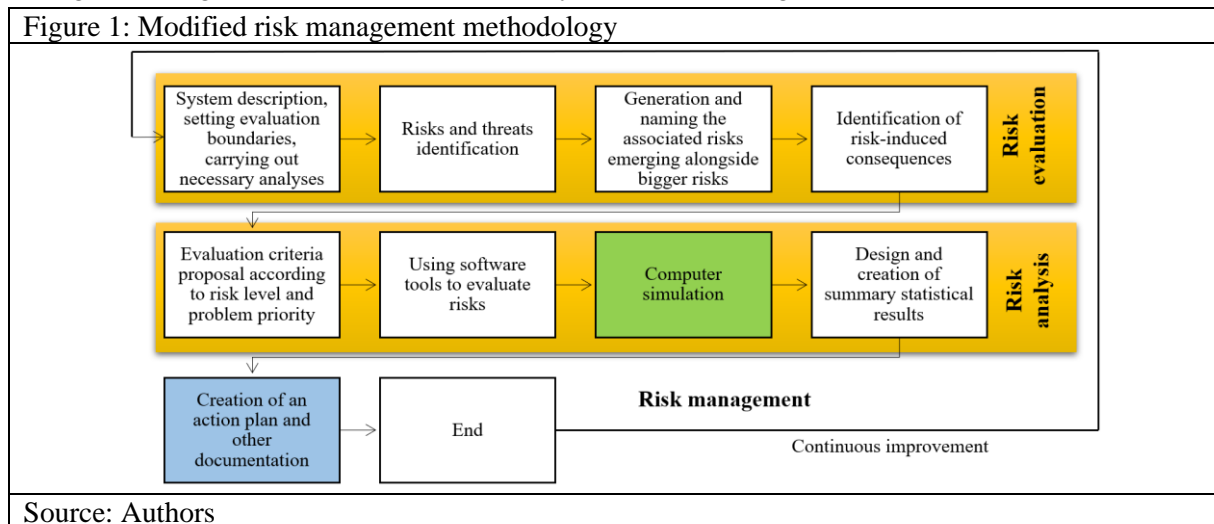 Figure 1: Modified risk management methodology
System description,
setting evaluation
boundaries,
carrying out
necessary analyses
Risks and threats
identification
Generation and
naming the
associated risks
emerging alongside
bigger risks
Identification of
risk-induced
consequences
Risk
evaluation
Evaluation criteria
proposal according
to risk level and
problem priority
Using software
tools to evaluate
risks
Computer
simulation
Design and
creation of
summary statistical
results
Risk
analysis
Creation of an
action plan and
other
documentation
End
Risk management
Continuous improvement
Source: Authors